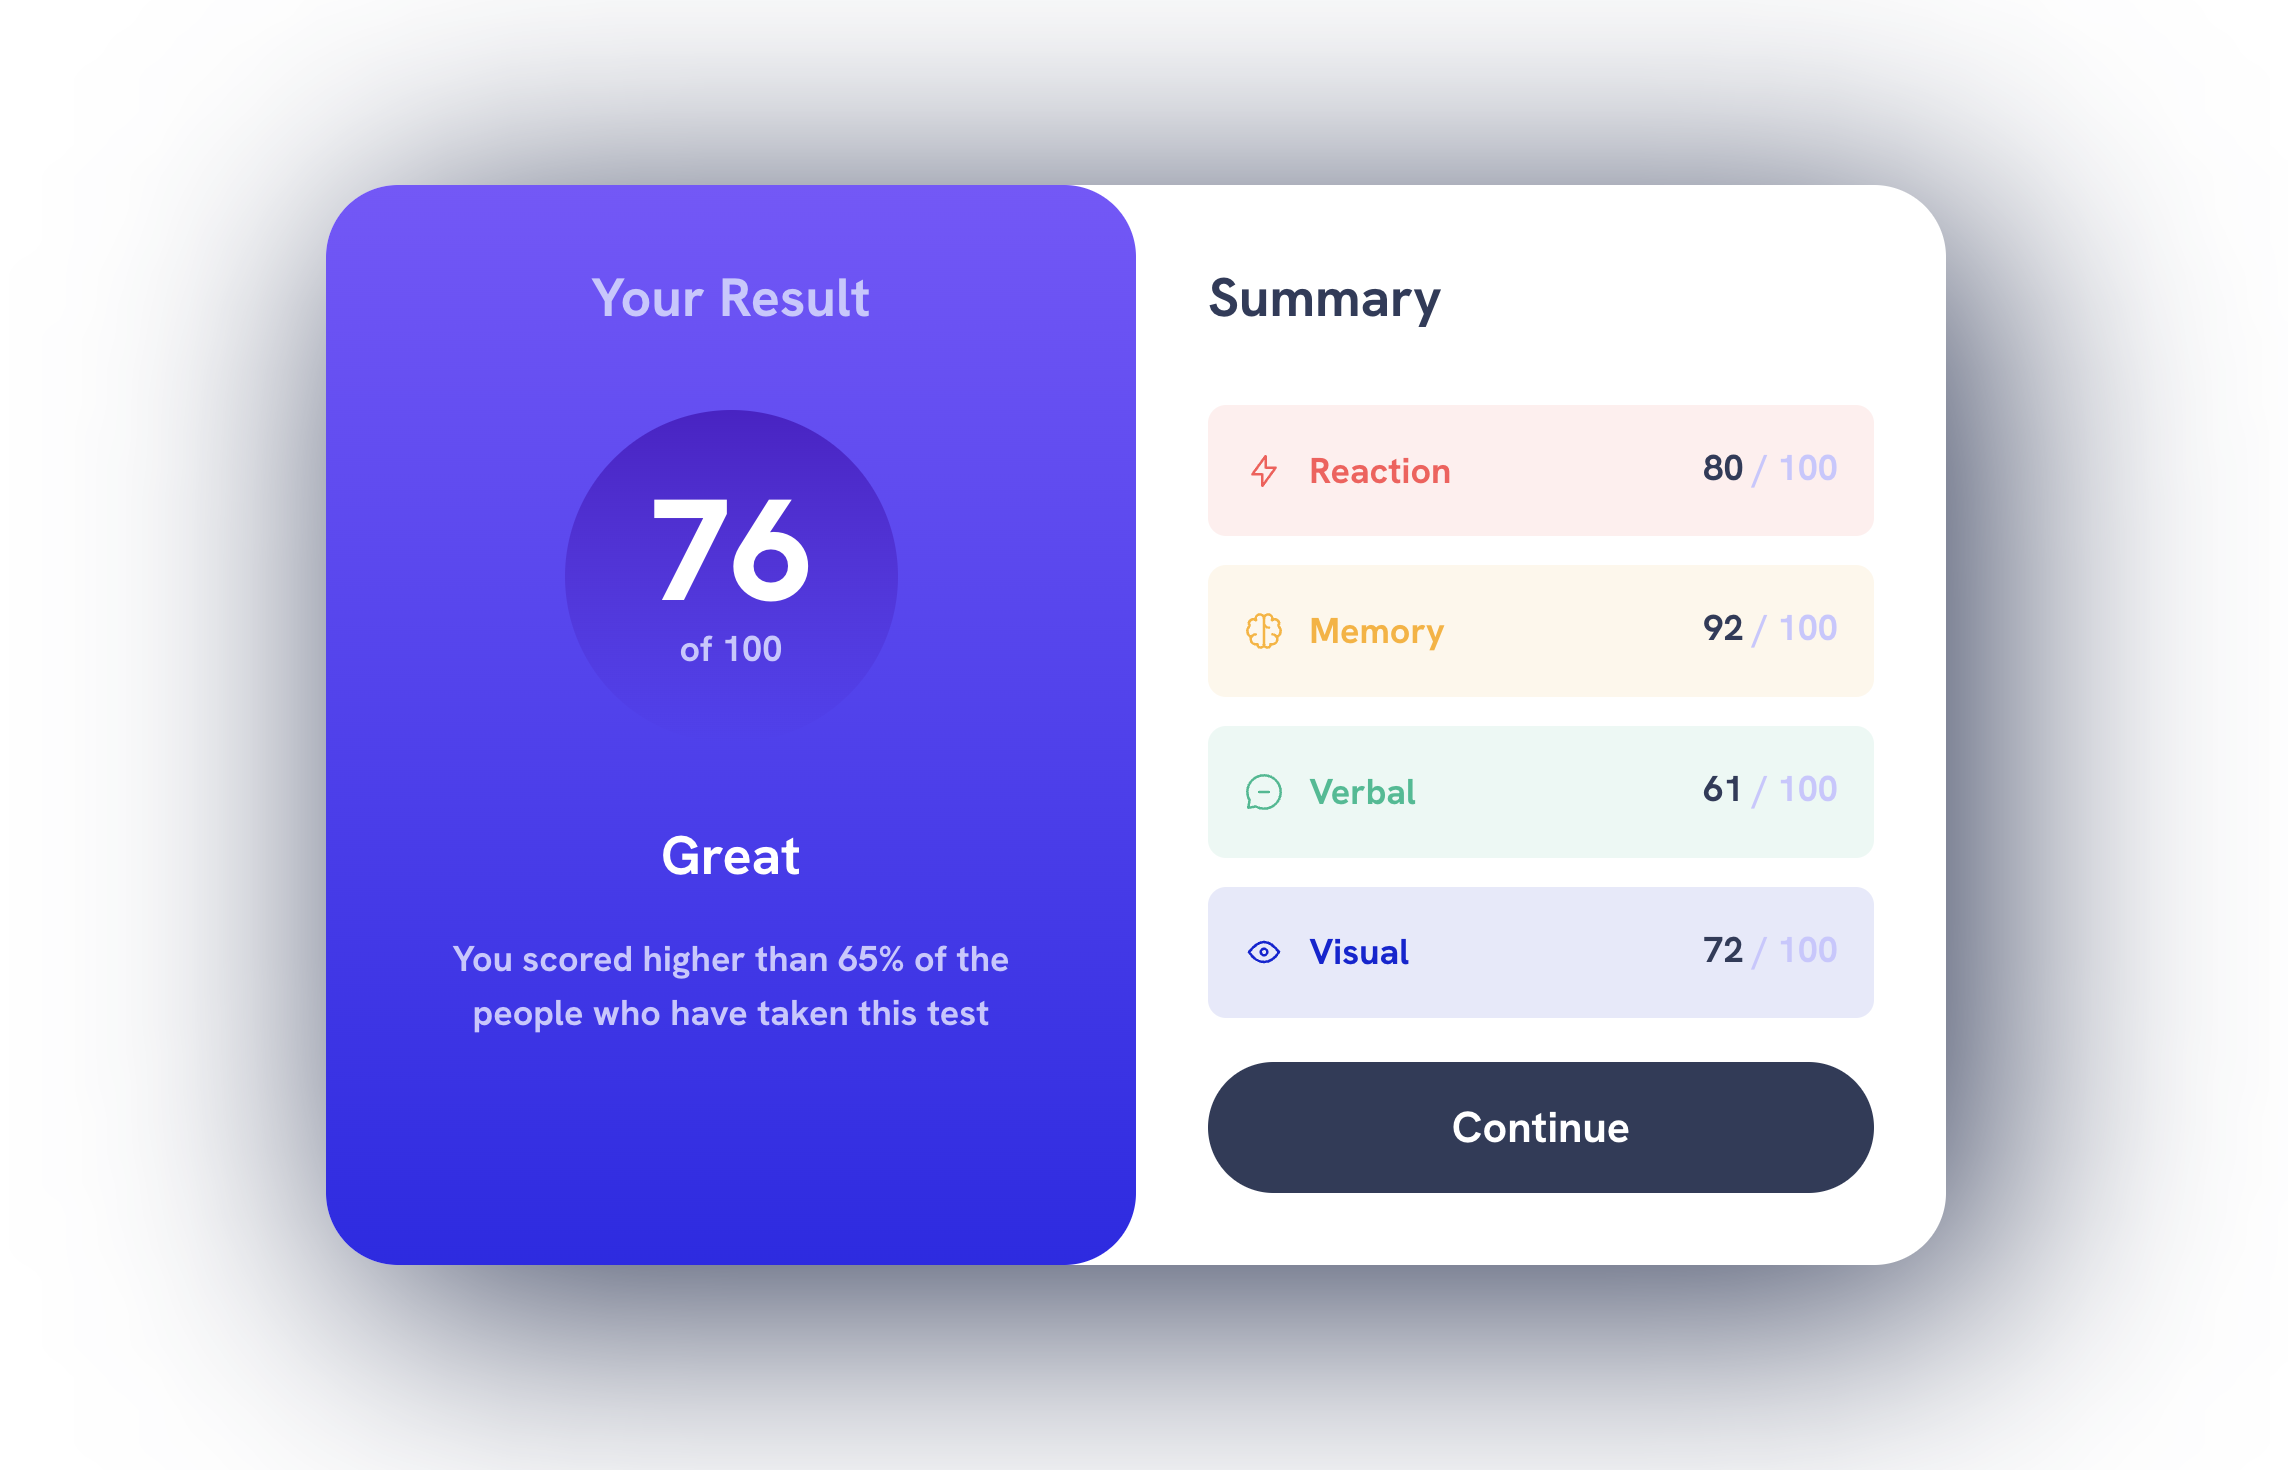 Your Result
76
of 100
Great
You scored higher than 65% of the
people who have taken this test
Summary
Reaction 80 / 100
Memory 92 / 100
Verbal 61 / 100
Visual 72 / 100
Continue